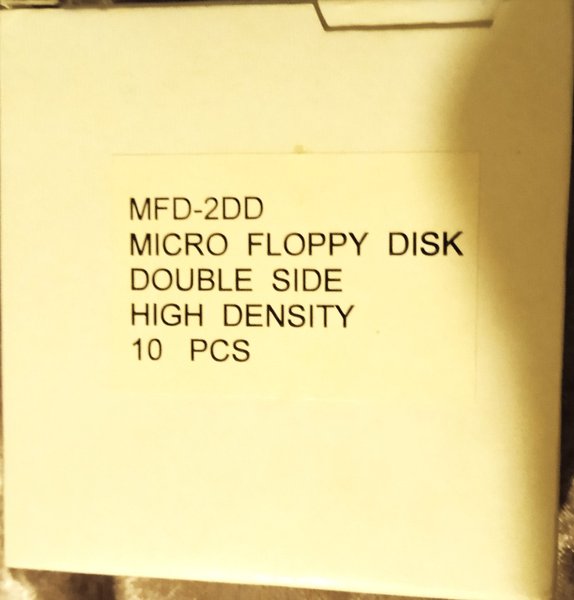 MFD-2DD
MICRO FLOPPY DISK
DOUBLE SIDE
HIGH DENSITY
10 PCS